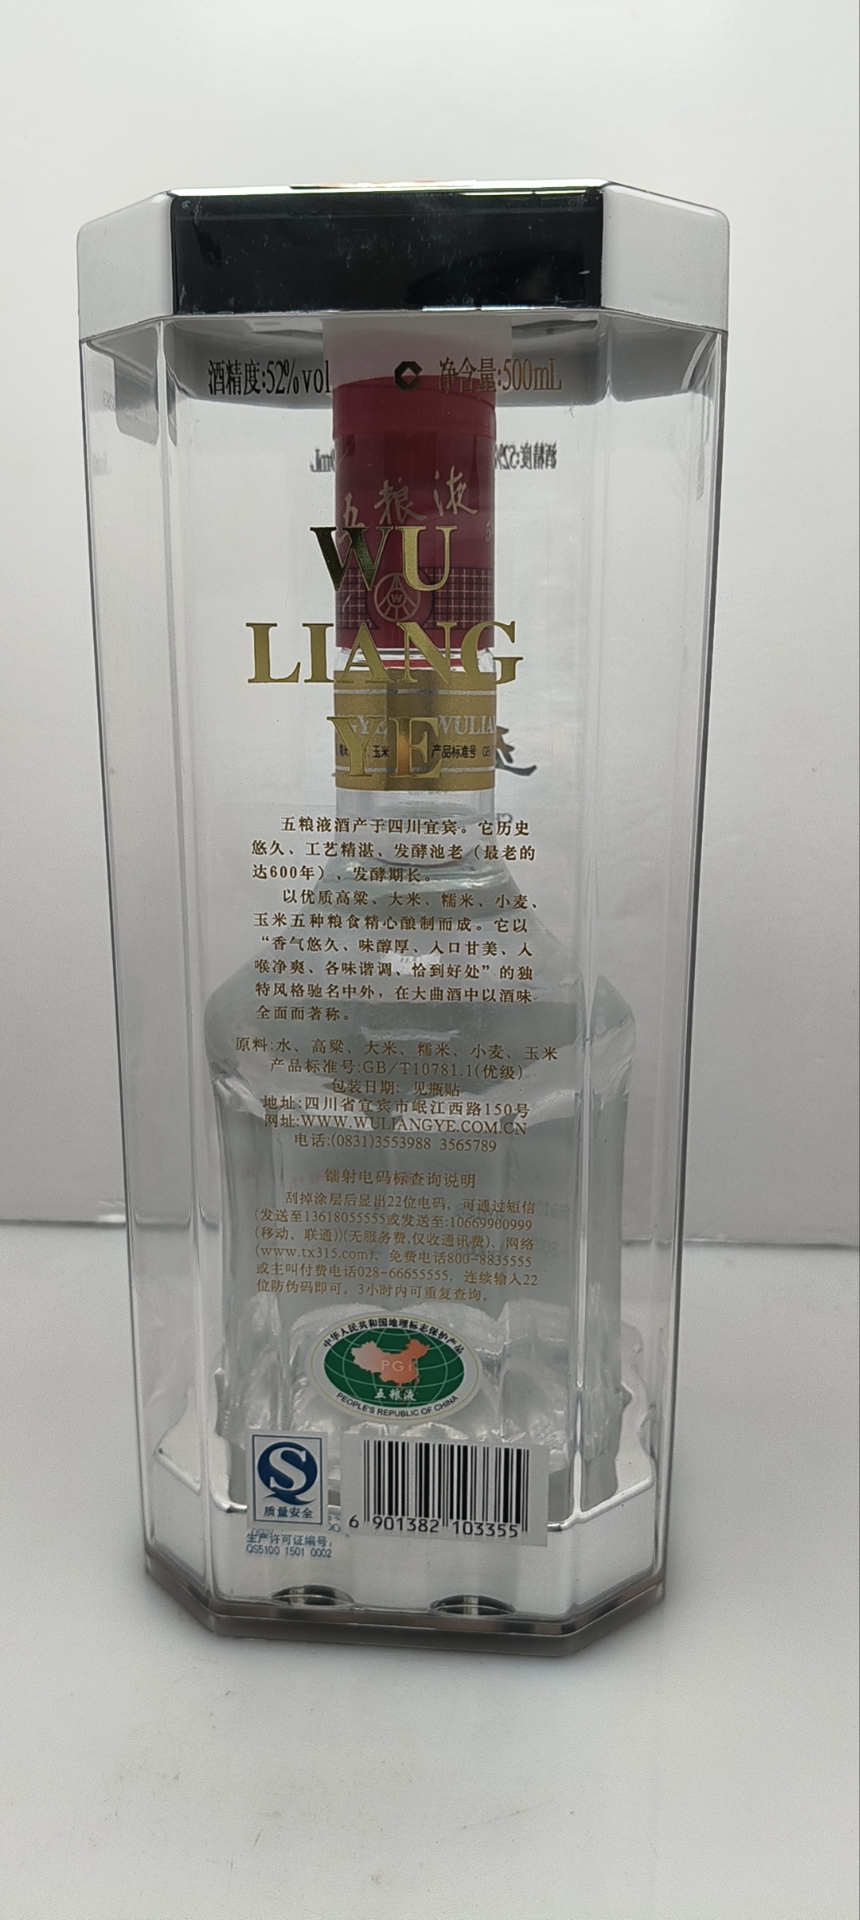 酒精度:52%vol 净含量:500mL
五粮液
WU
LIANG
YE
WULIA
玉米 产品标准号
五粮液酒产于四川宜宾。它历史
悠久、工艺精湛、发酵池老（最老的
达600年）、发酵期长。
以优质高粱、大米、糯米、小麦、
玉米五种粮食精心酿制而成。它以
“香气悠久、味醇厚、入口甘美、入
喉净爽、各味谐调、恰到好处”的独
特风格驰名中外，在大曲酒中以酒味
全面而著称。
原料:水、高粱、大米、糯米、小麦、玉米
产品标准号:GB/T10781.1(优级)
包装日期: 见瓶贴
地址:四川省宜宾市岷江西路150号
网址:WWW.WULIANGYE.COM.CN
电话:(0831)3553988 3565789
镭射电码标查询说明
刮掉涂层后显出22位电码，可通过短信
(发送至13618055555或发送至:10669900999
(移动、联通))(无服务费,仅收通讯费)、网络
(www.tx315.com)、免费电话800-8835555
或主叫付费电话028-66655555，连续输入22
位防伪码即可。3小时内可重复查询。
中华人民共和国地理标志保护产品
PGI
五粮液
PEOPLE'S REPUBLIC OF CHINA
质量安全
生产许可证编号:
QS5100 1501 0002
6 901382 103355